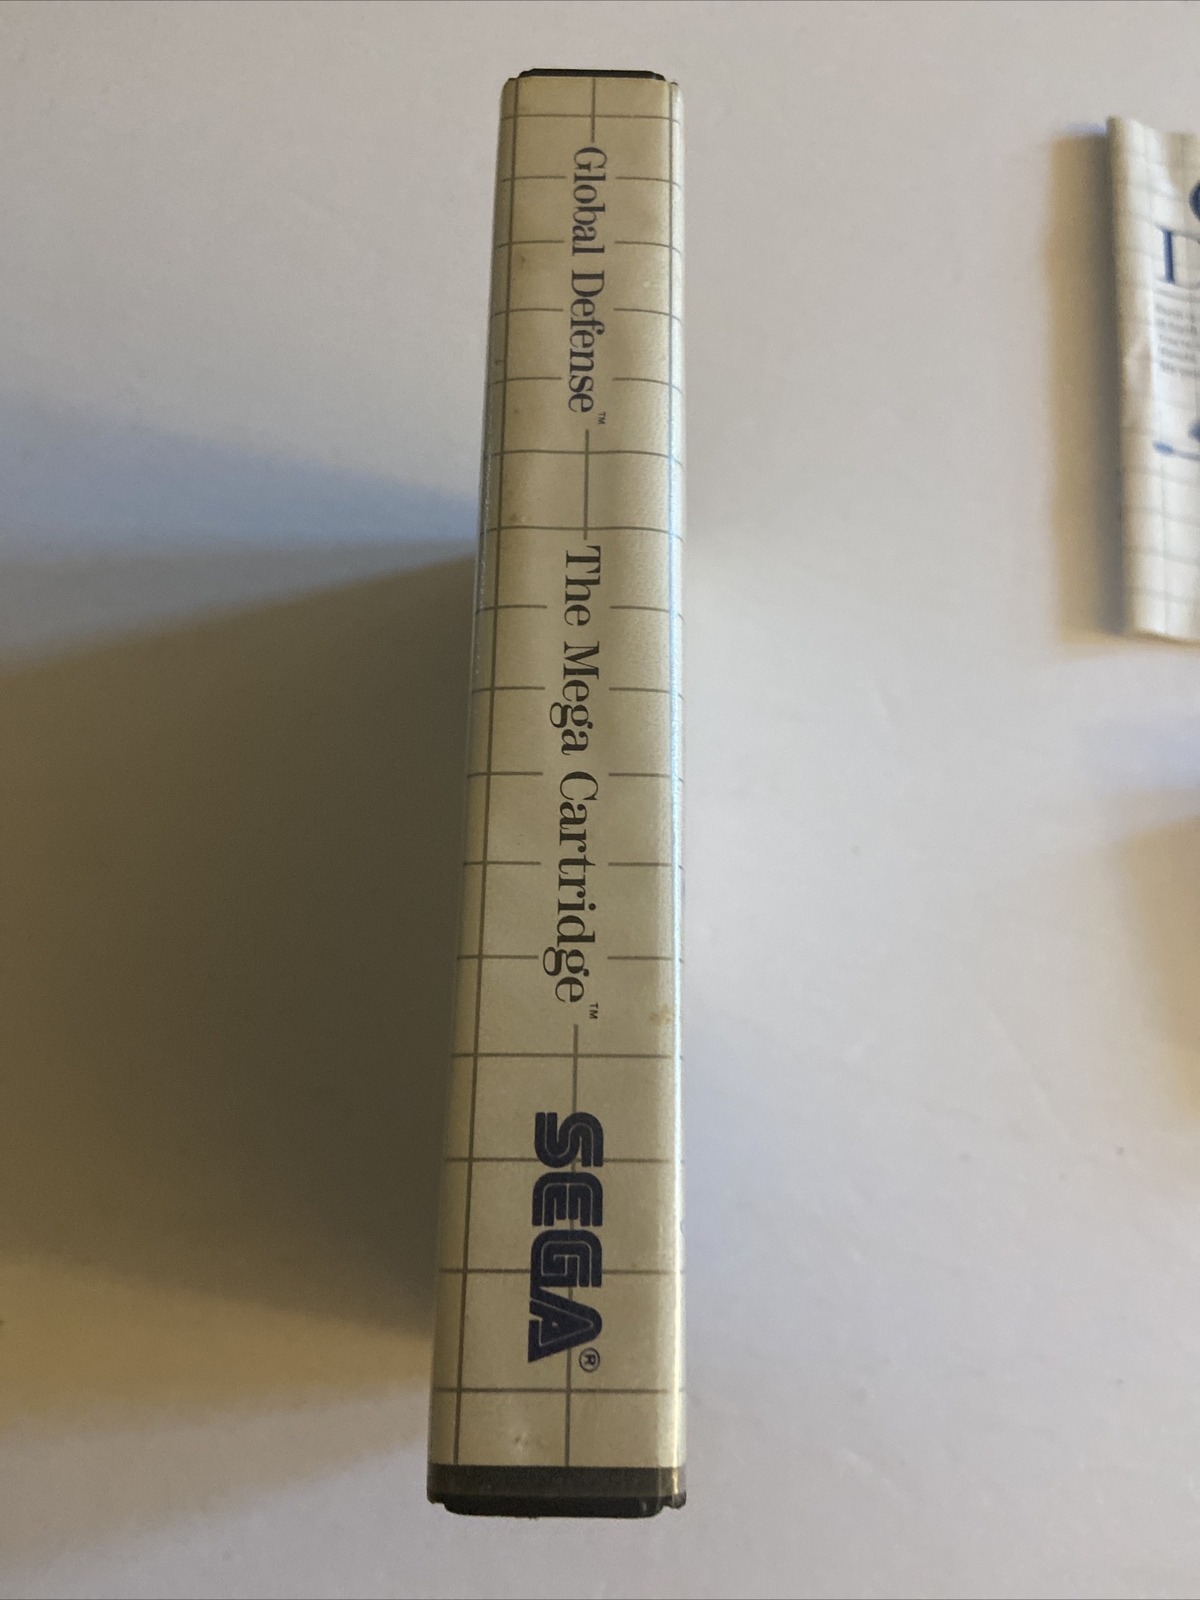 Global Defense™
The Mega Cartridge™
SEGA®